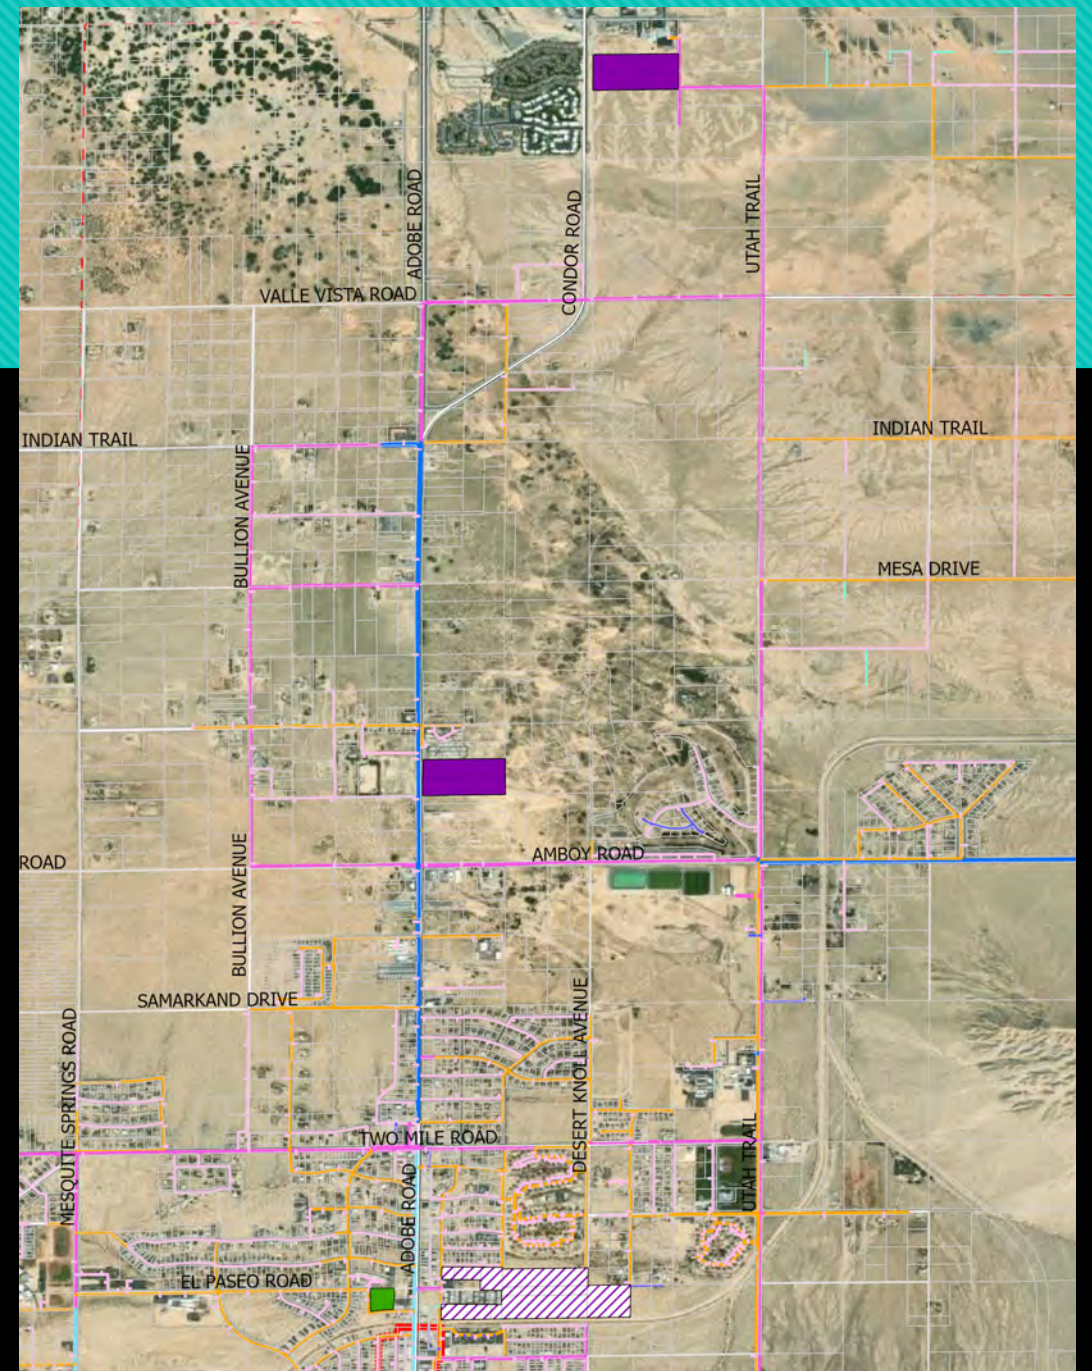 ADOBE ROAD
CONDOR ROAD
UTAH TRAIL
VALLE VISTA ROAD
INDIAN TRAIL
INDIAN TRAIL
BULLION AVENUE
MESA DRIVE
ROAD
AMBOY ROAD
BULLION AVENUE
SAMARKAND DRIVE
DESERT KNOLL AVENUE
MESQUITE SPRINGS ROAD
TWO MILE ROAD
UTAH TRAIL
ADOBE ROAD
EL PASEO ROAD